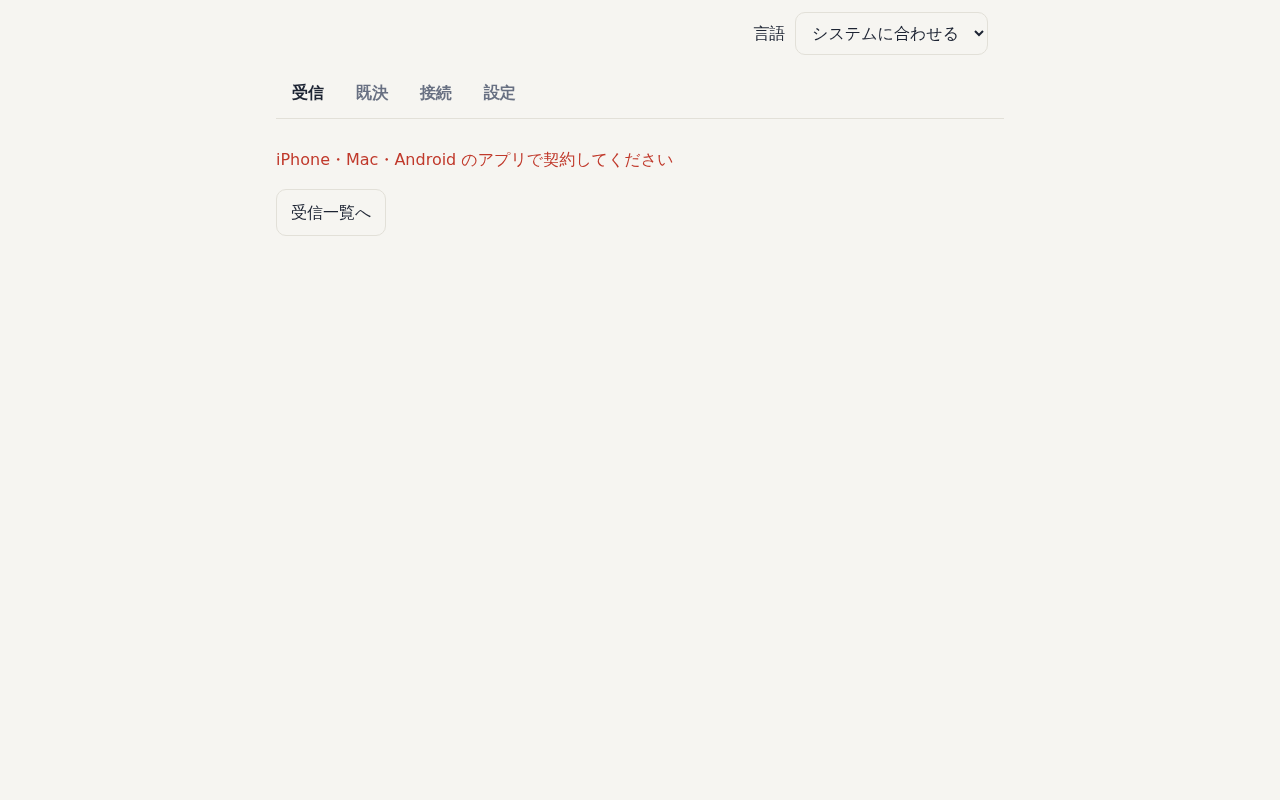 言語 システムに合わせる
受信 既決 接続 設定
iPhone・Mac・Android のアプリで契約してください
受信一覧へ